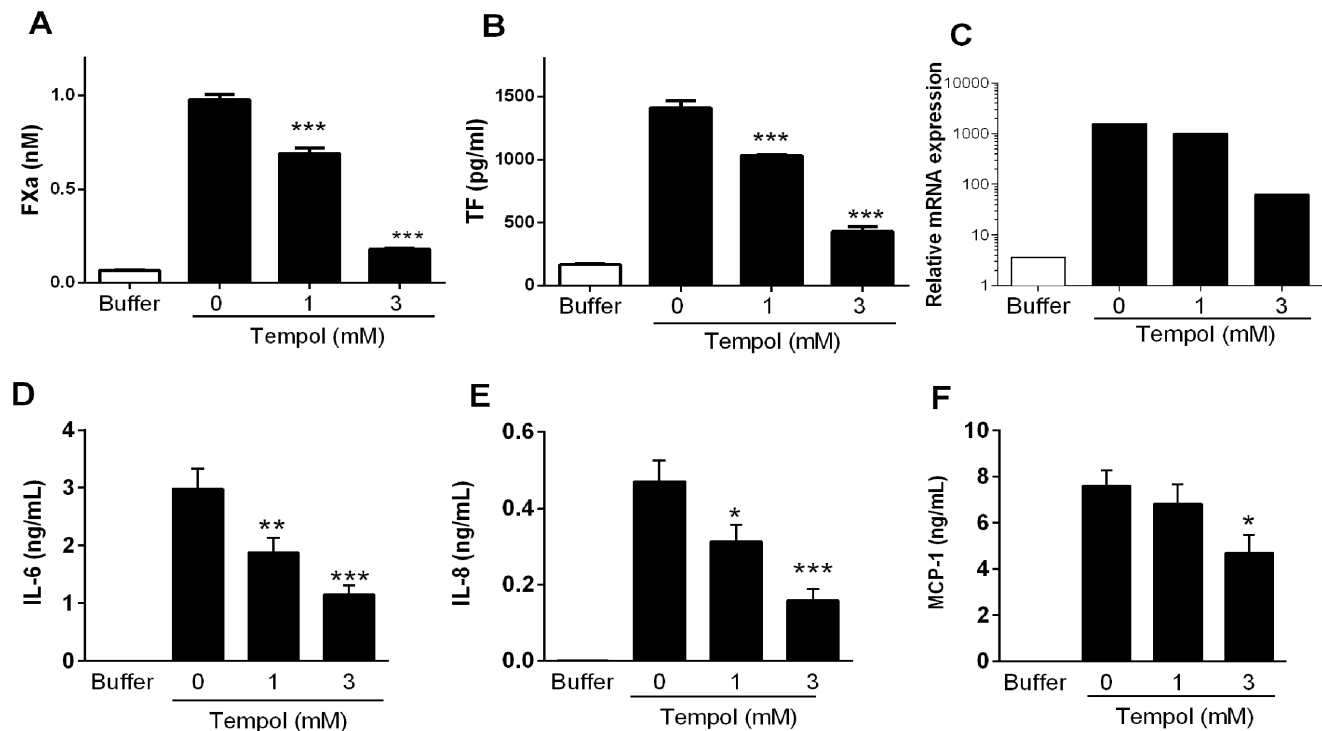 A
FXa (nM)
1.0
0.5
0.0
***
***
Buffer 0 1 3
Tempol (mM)
B
TF (pg/ml)
1500
1000
500
0
***
***
Buffer 0 1 3
Tempol (mM)
C
Relative mRNA expression
10000
1000
100
10
1
Buffer 0 1 3
Tempol (mM)
D
IL-6 (ng/mL)
4
3
2
1
0
**
***
Buffer 0 1 3
Tempol (mM)
E
IL-8 (ng/mL)
0.6
0.4
0.2
0.0
*
***
Buffer 0 1 3
Tempol (mM)
F
MCP-1 (ng/mL)
10
8
6
4
2
0
*
Buffer 0 1 3
Tempol (mM)